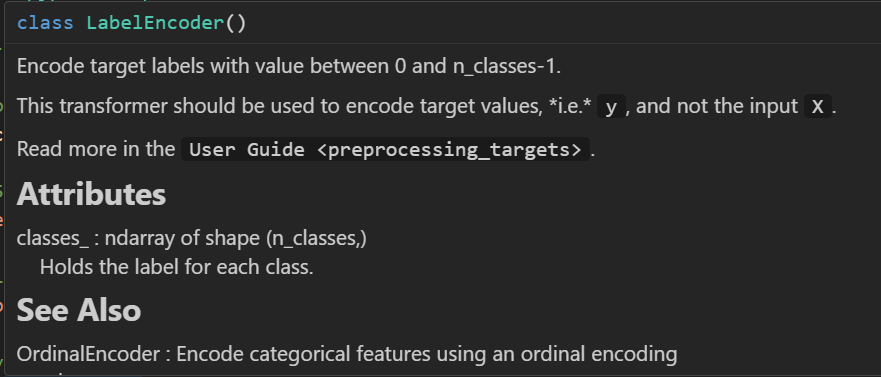 class LabelEncoder()
Encode target labels with value between 0 and n_classes-1.
This transformer should be used to encode target values, *i.e.* y , and not the input X .
Read more in the User Guide <preprocessing_targets> .
Attributes
classes_ : ndarray of shape (n_classes,)
Holds the label for each class.
See Also
OrdinalEncoder : Encode categorical features using an ordinal encoding